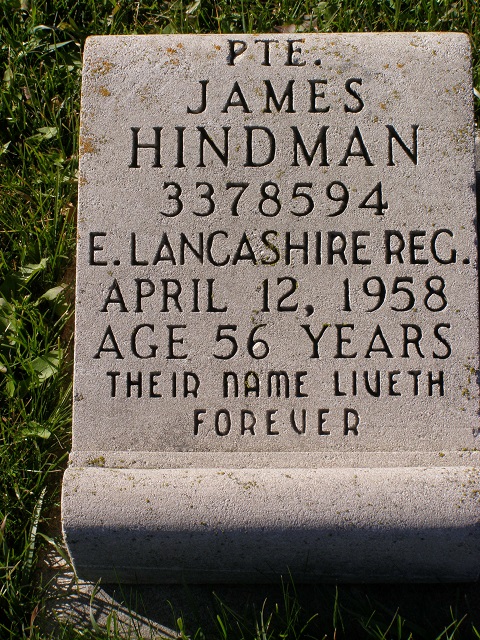 PTE.
JAMES
HINDMAN
3378594
E. LANCASHIRE REG.
APRIL 12, 1958
AGE 56 YEARS
THEIR NAME LIVETH
FOREVER